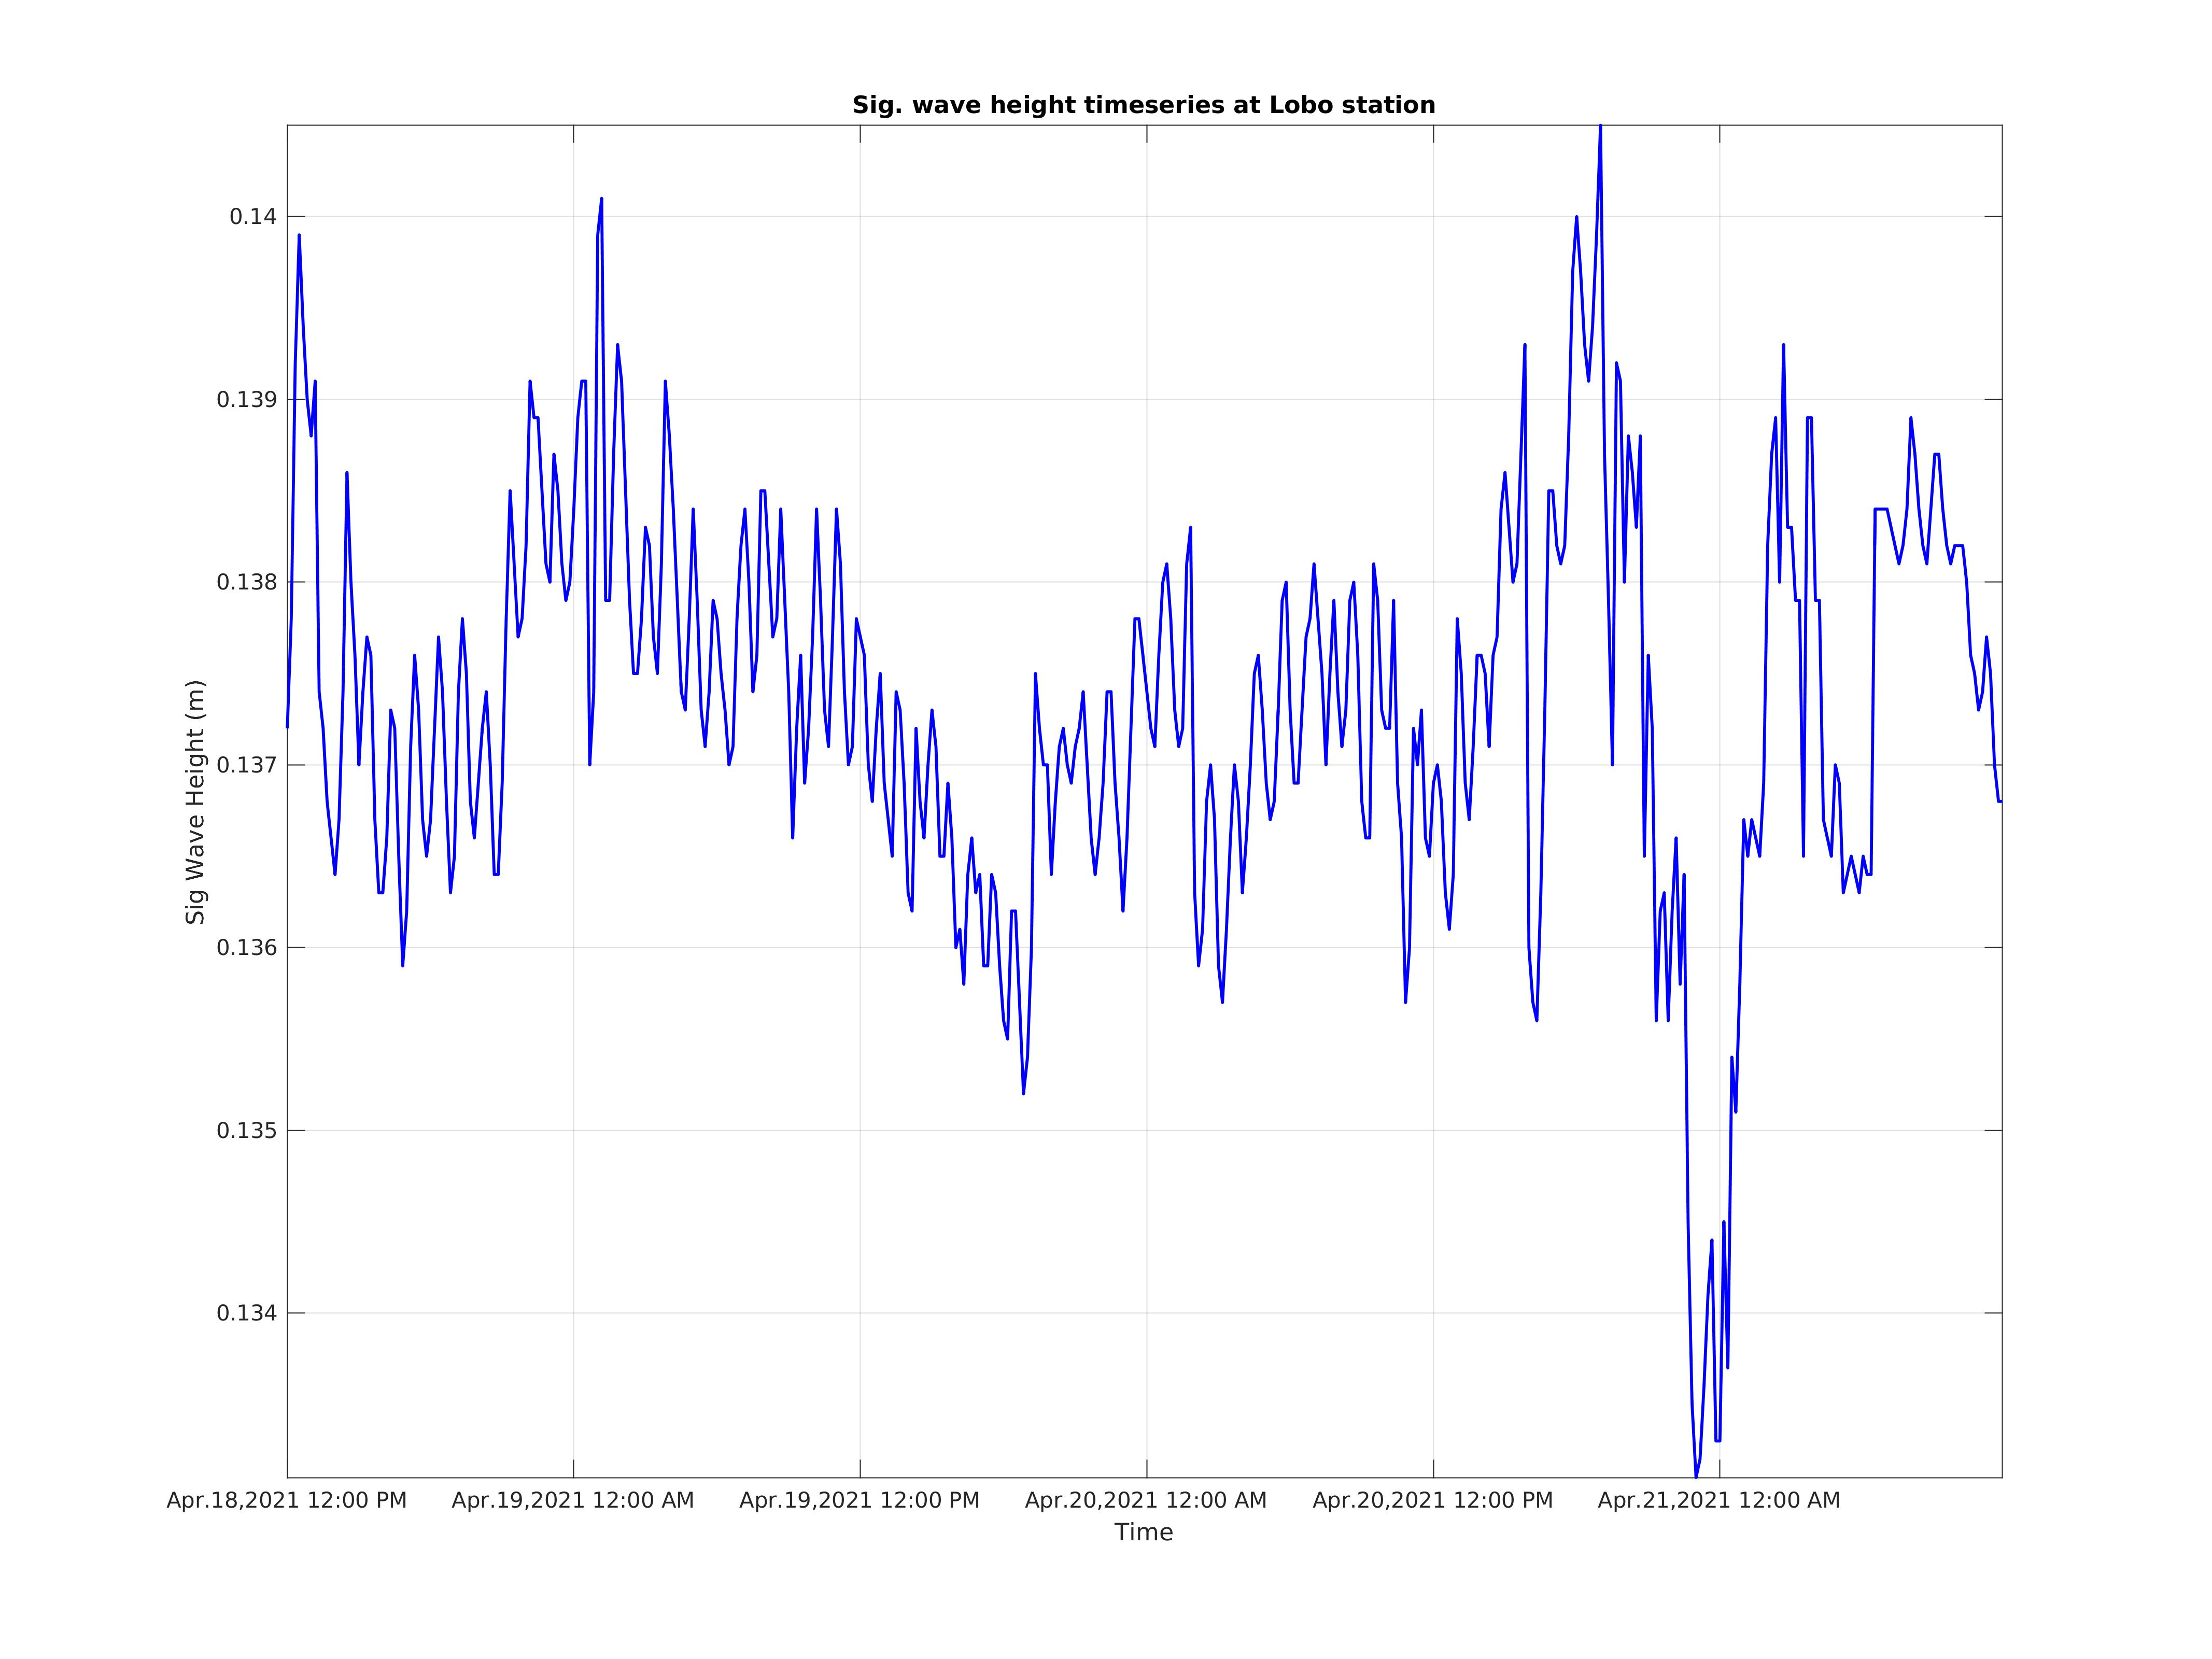 Sig. wave height timeseries at Lobo station
0.14
0.139
0.138
0.137
0.136
0.135
0.134
Sig Wave Height (m)
Apr.18,2021 12:00 PM
Apr.19,2021 12:00 AM
Apr.19,2021 12:00 PM
Apr.20,2021 12:00 AM
Apr.20,2021 12:00 PM
Apr.21,2021 12:00 AM
Time